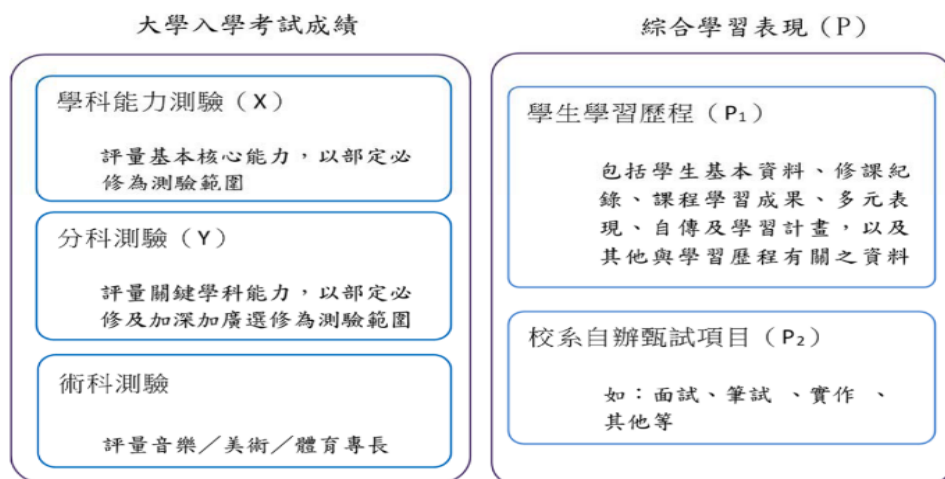 大學入學考試成績
學科能力測驗（X）
評量基本核心能力，以部定必
修為測驗範圍
分科測驗（Y）
評量關鍵學科能力，以部定必
修及加深加廣選修為測驗範圍
術科測驗
評量音樂／美術／體育專長
綜合學習表現（P）
學生學習歷程（P₁）
包括學生基本資料、修課紀
錄、課程學習成果、多元表
現、自傳及學習計畫，以及
其他與學習歷程有關之資料
校系自辦甄試項目（P₂）
如：面試、筆試 、實作 、
其他等